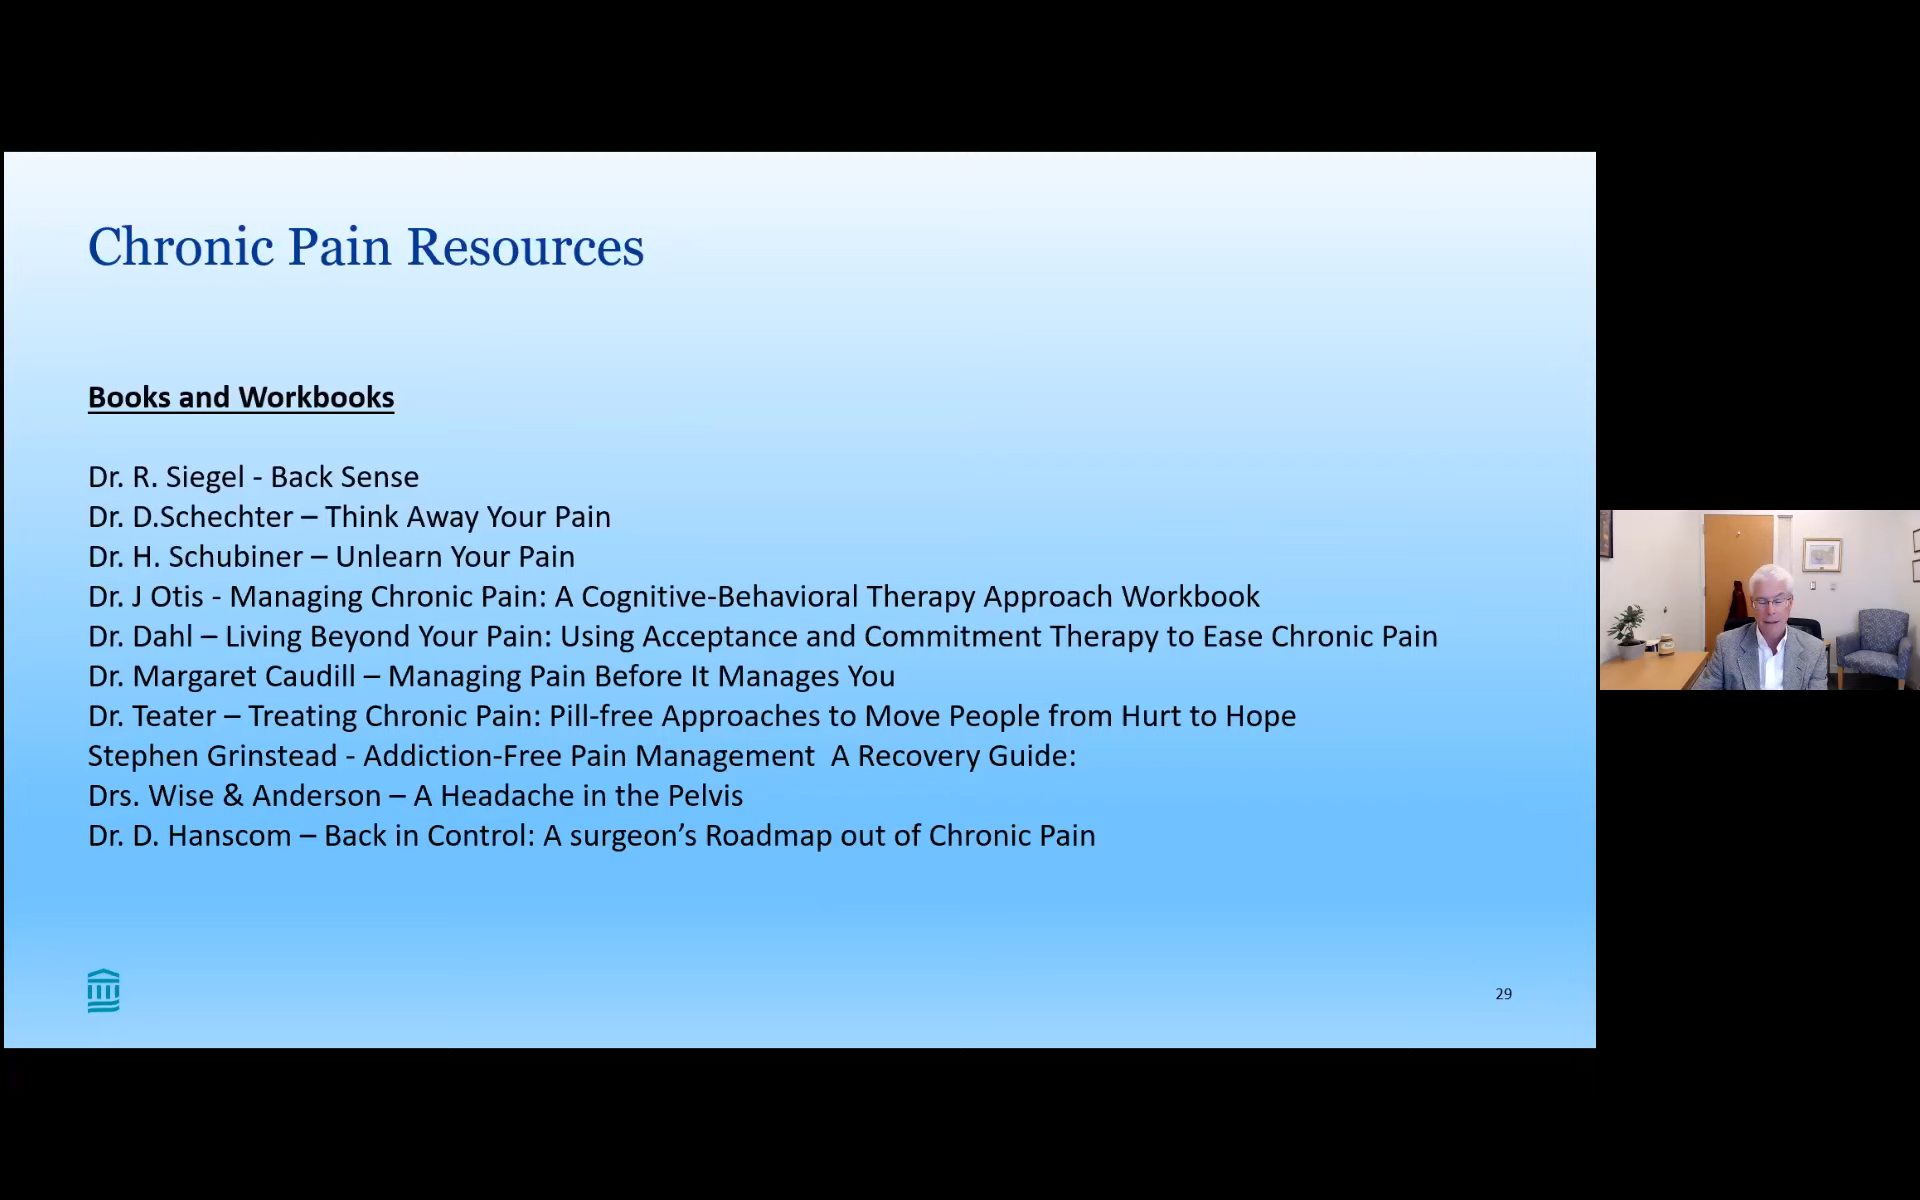 Chronic Pain Resources
Books and Workbooks
Dr. R. Siegel - Back Sense
Dr. D.Schechter – Think Away Your Pain
Dr. H. Schubiner – Unlearn Your Pain
Dr. J Otis - Managing Chronic Pain: A Cognitive-Behavioral Therapy Approach Workbook
Dr. Dahl – Living Beyond Your Pain: Using Acceptance and Commitment Therapy to Ease Chronic Pain
Dr. Margaret Caudill – Managing Pain Before It Manages You
Dr. Teater – Treating Chronic Pain: Pill-free Approaches to Move People from Hurt to Hope
Stephen Grinstead - Addiction-Free Pain Management  A Recovery Guide:
Drs. Wise & Anderson – A Headache in the Pelvis
Dr. D. Hanscom – Back in Control: A surgeon’s Roadmap out of Chronic Pain
29